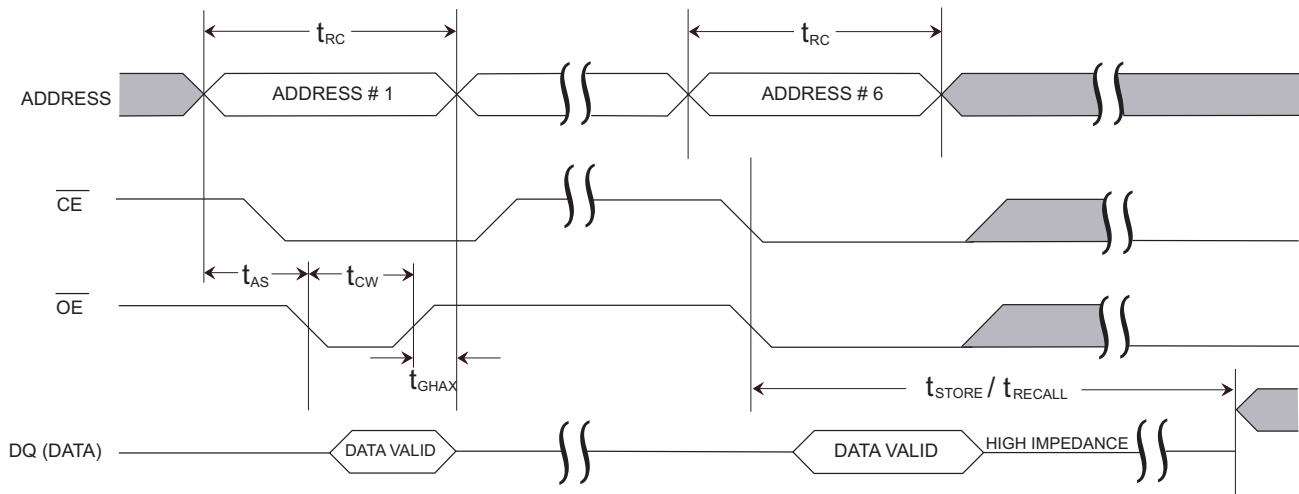 tRC
tRC
ADDRESS
ADDRESS # 1
ADDRESS # 6
CE
tAS
tCW
OE
tGHAX
tSTORE / tRECALL
DQ (DATA)
DATA VALID
DATA VALID
HIGH IMPEDANCE